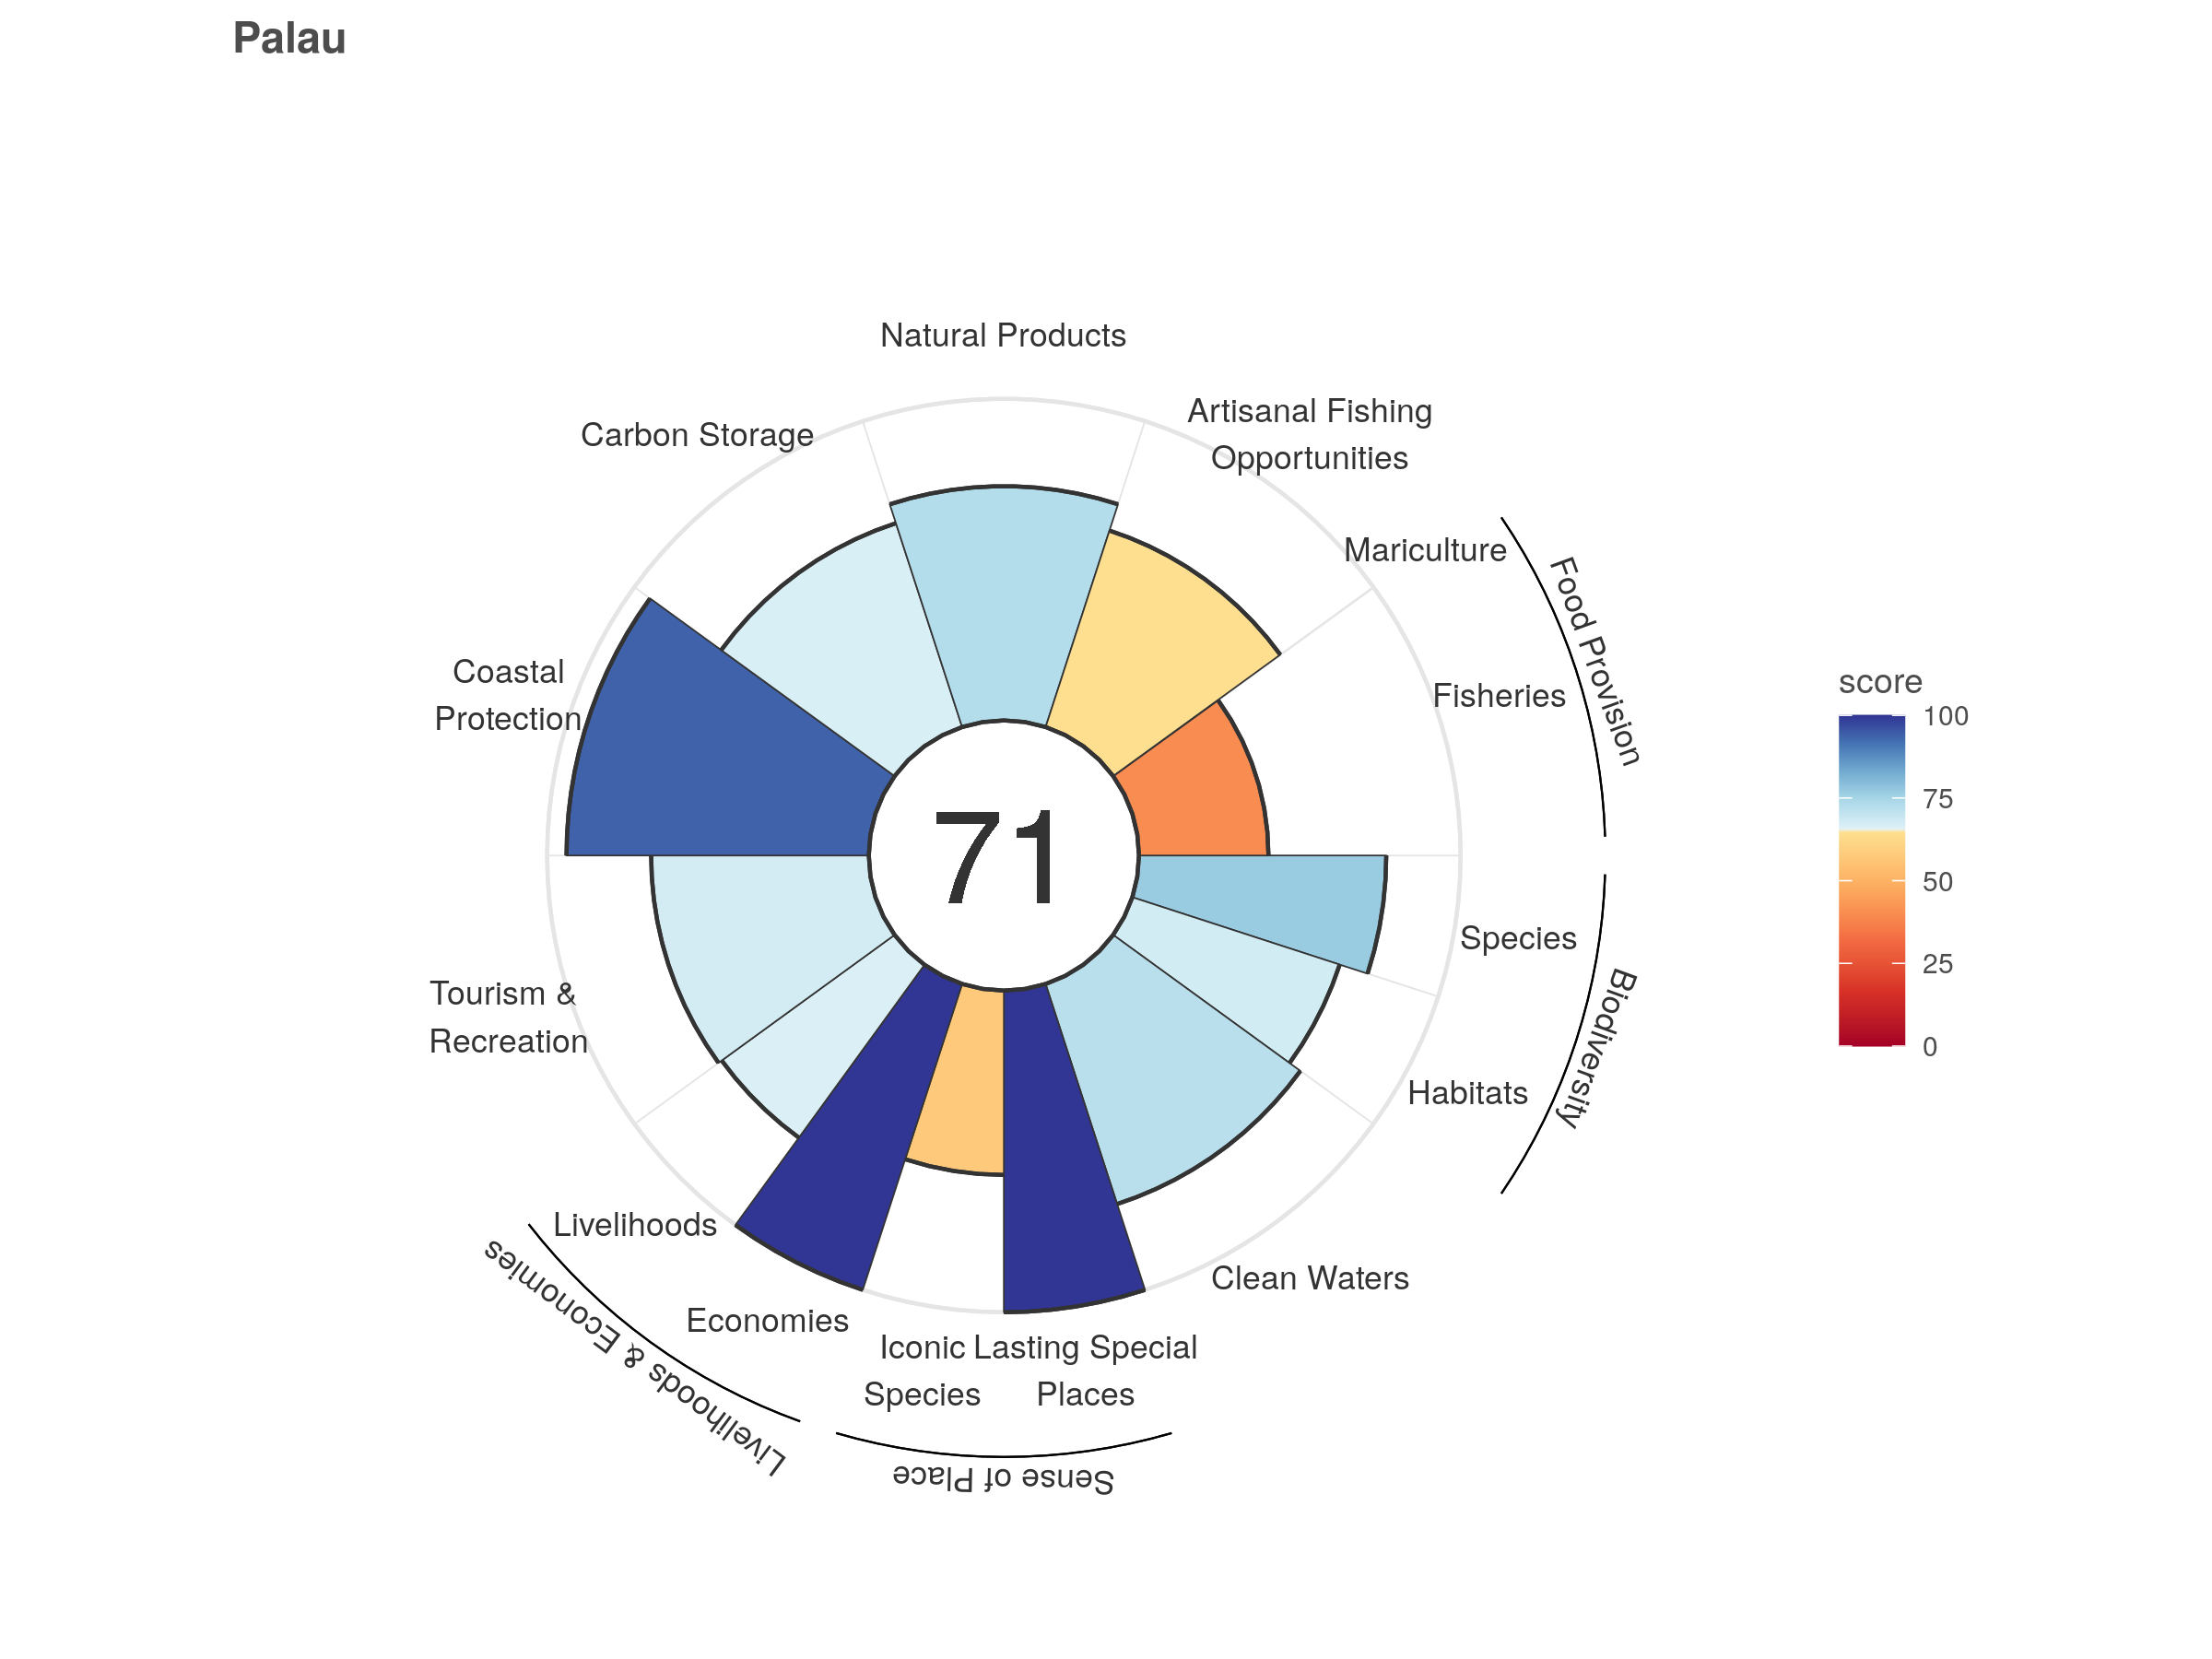 Palau
Natural Products
Artisanal Fishing
Opportunities
Carbon Storage
Mariculture
Food Provision
Fisheries
Coastal
Protection
71
score
100
75
50
25
0
Species
Biodiversity
Habitats
Tourism &
Recreation
Livelihoods
Livelihoods & Economies
Economies
Clean Waters
Iconic
Species
Lasting Special
Places
Sense of Place